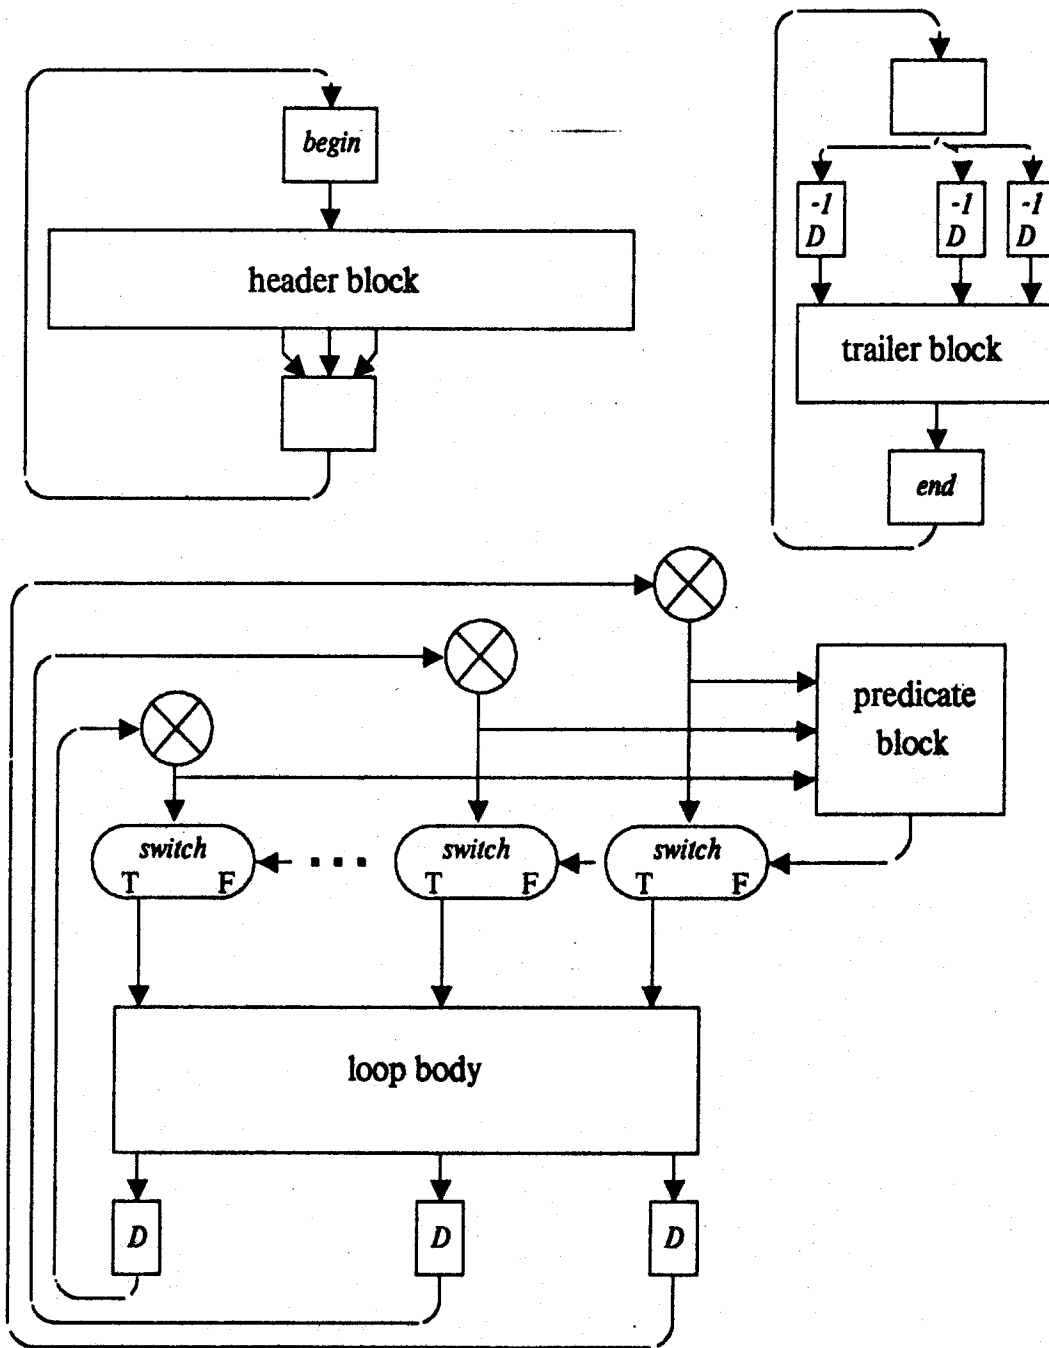 begin
header block
-1 -1 -1
D D D
trailer block
end
predicate
block
switch switch switch
T F T F T F
loop body
D D D